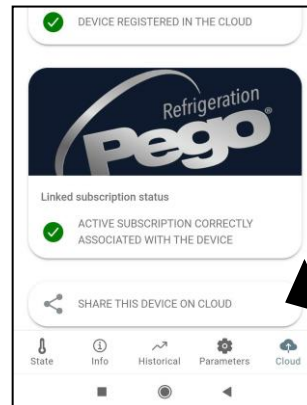 DEVICE REGISTERED IN THE CLOUD
Refrigeration
Pego
Linked subscription status
ACTIVE SUBSCRIPTION CORRECTLY
ASSOCIATED WITH THE DEVICE
SHARE THIS DEVICE ON CLOUD
State Info Historical Parameters Cloud